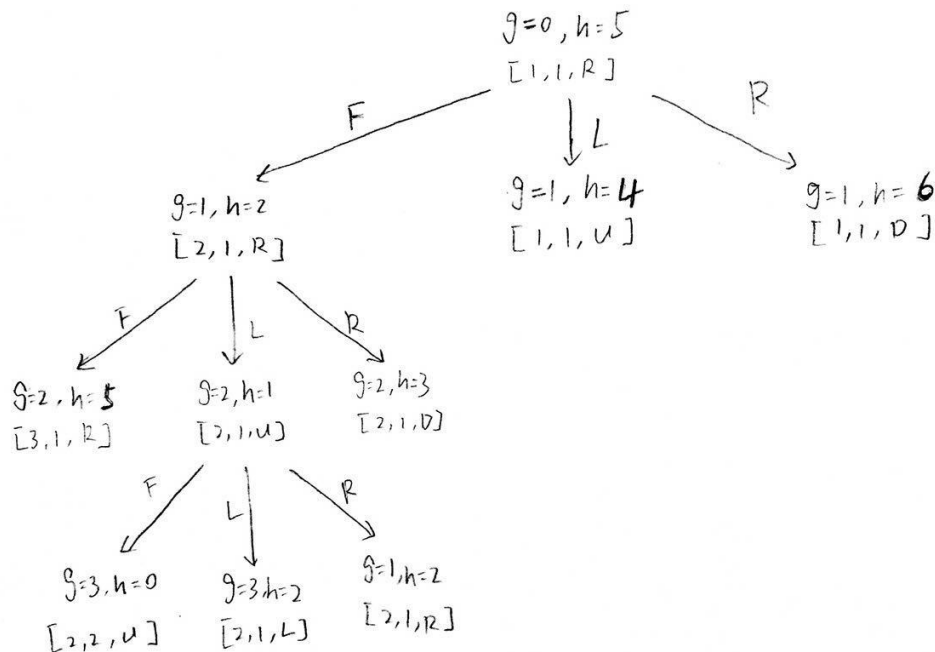 g=0, h=5
[1,1,R]
F
L
R
g=1, h=2
[2,1,R]
g=1, h=4
[1,1,U]
g=1, h=6
[1,1,D]
F
L
R
g=2, h=5
[3,1,R]
g=2, h=1
[2,1,U]
g=2, h=3
[2,1,D]
F
L
R
g=3, h=0
[2,2,U]
g=3, h=2
[2,1,L]
g=1, h=2
[2,1,R]